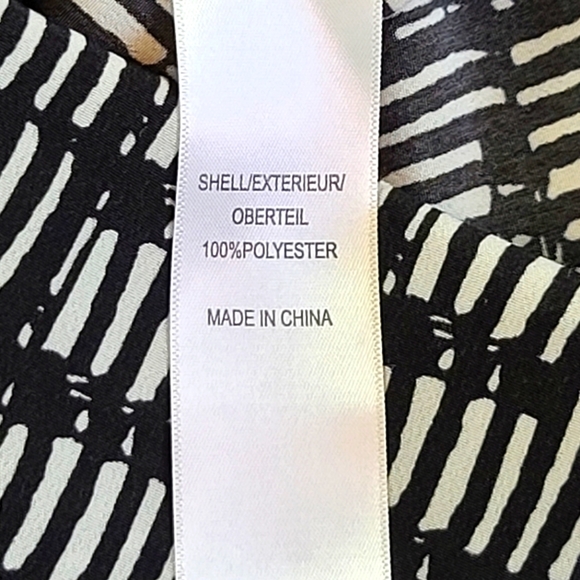 SHELL/EXTERIEUR/
OBERTEIL
100%POLYESTER
MADE IN CHINA